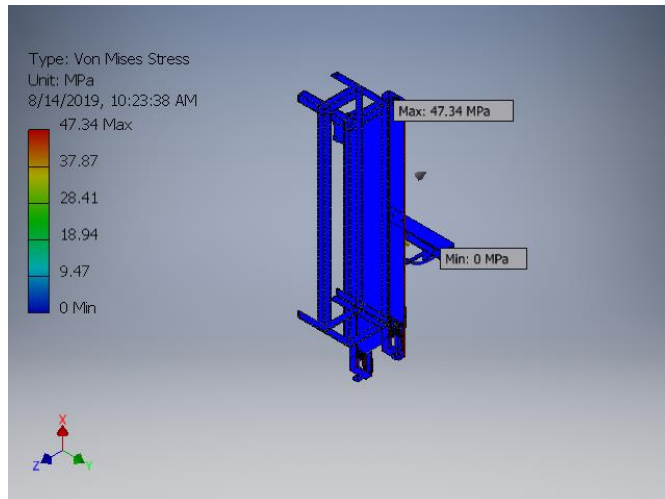 Type: Von Mises Stress
Unit: MPa
8/14/2019, 10:23:38 AM
47.34 Max
37.87
28.41
18.94
9.47
0 Min
Max: 47.34 MPa
Min: 0 MPa
X
Z
Y